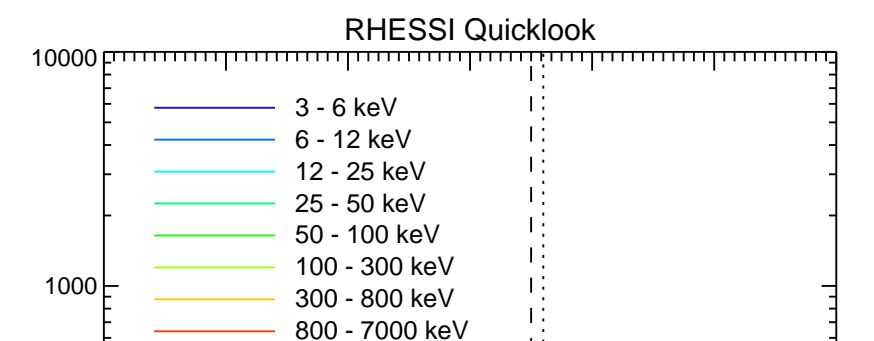 RHESSI Quicklook
10000
3 - 6 keV
6 - 12 keV
12 - 25 keV
25 - 50 keV
50 - 100 keV
100 - 300 keV
1000
300 - 800 keV
800 - 7000 keV